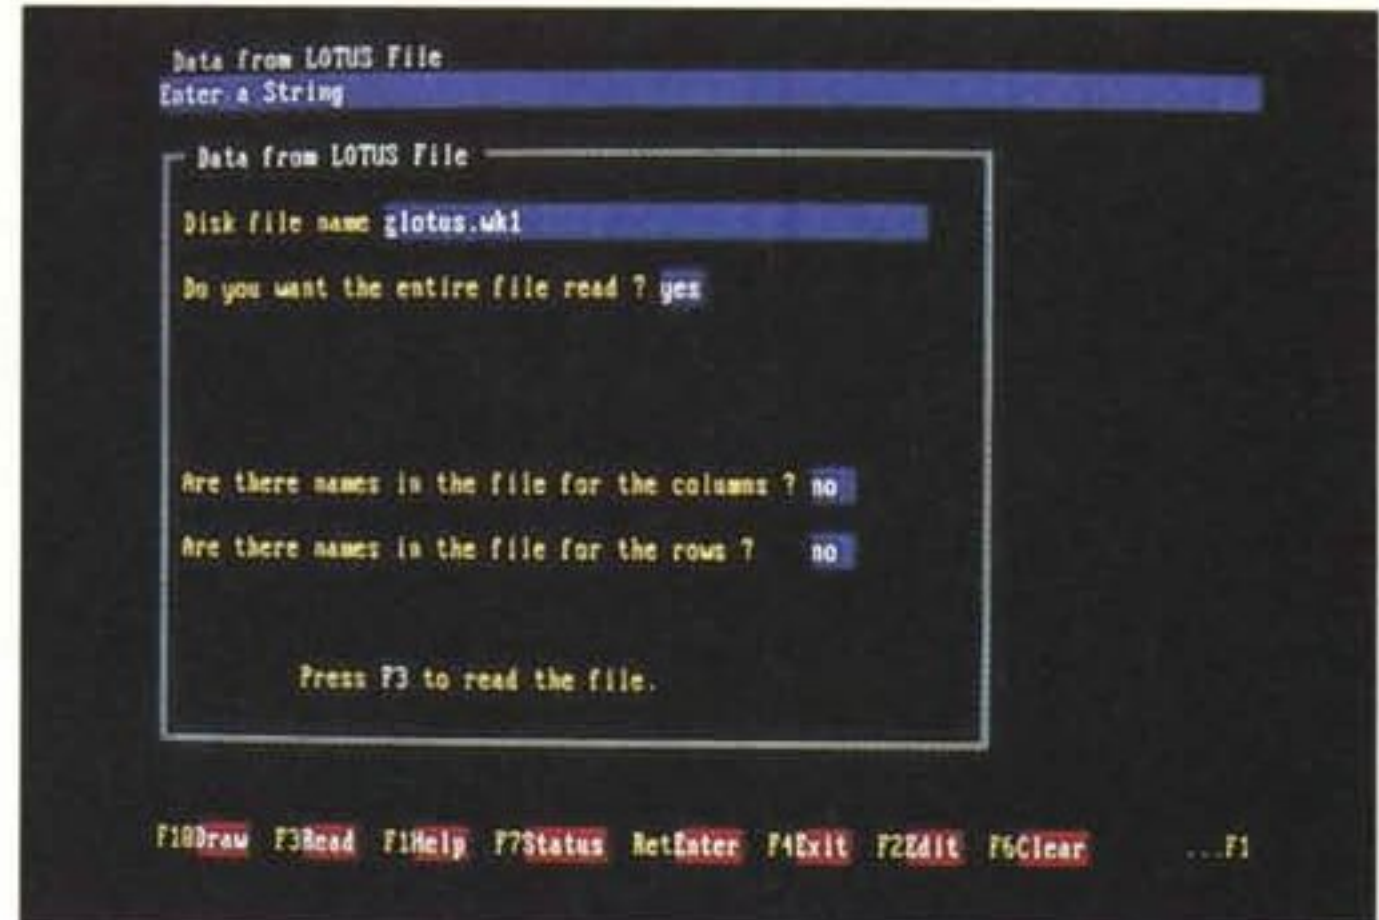 Data from LOTUS File
Enter a String
Data from LOTUS File
Disk file name zlotus.wk1
Do you want the entire file read ? yes
Are there names in the file for the columns ? no
Are there names in the file for the rows ? no
Press F3 to read the file.
F10Draw F3Read F1Help F7Status RetEnter F4Exit F2Edit F6Clear ...F1